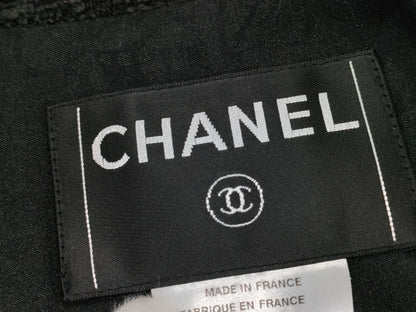 CHANEL
MADE IN FRANCE
FABRIQUE EN FRANCE